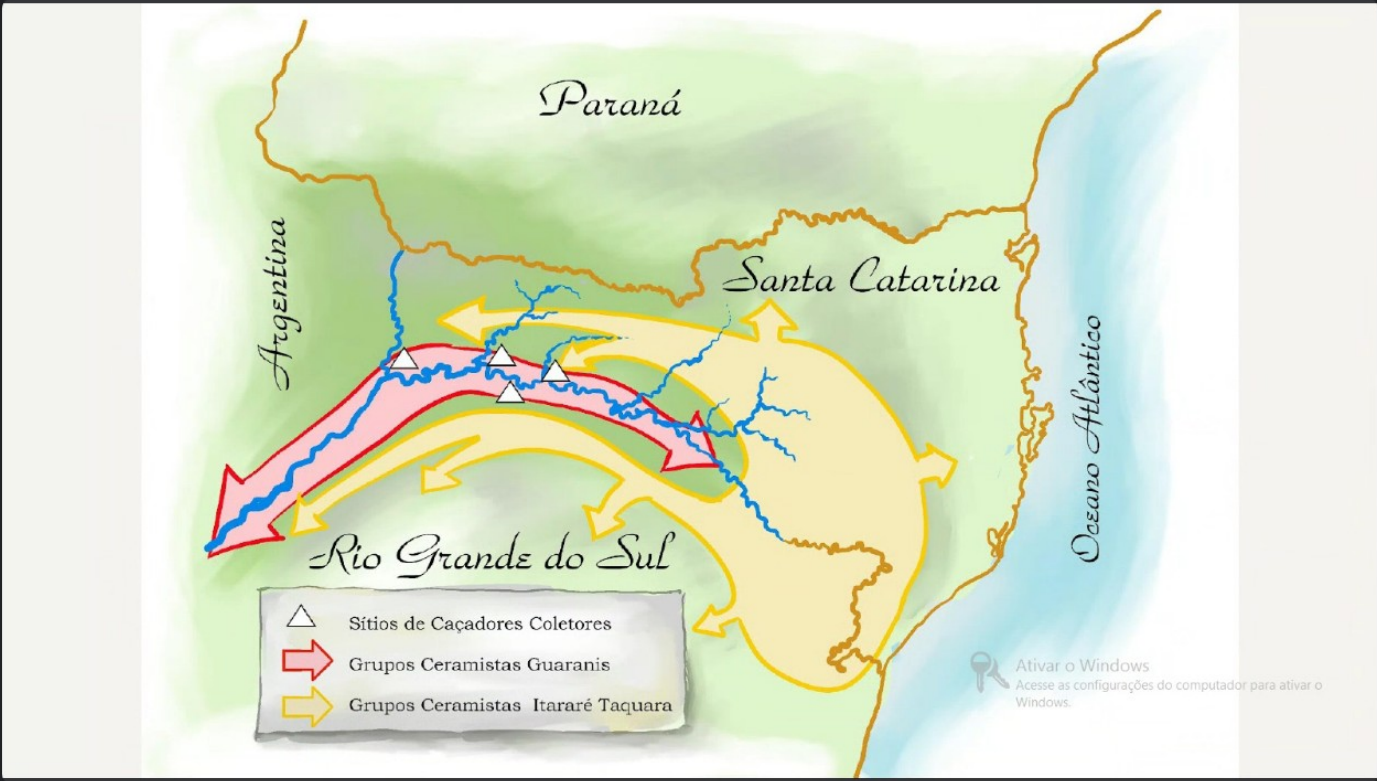 Paraná
Argentina
Santa Catarina
Oceano Atlântico
Rio Grande do Sul
Sítios de Caçadores Coletores
Grupos Ceramistas Guaranis
Grupos Ceramistas Itararé Taquara
Ativar o Windows
Acesse as configurações do computador para ativar o
Windows.